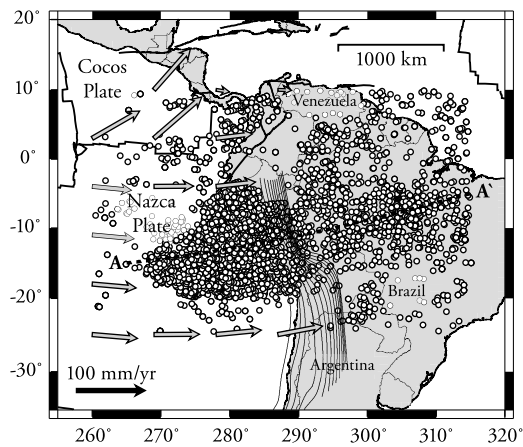 20°
10°
0°
-10°
-20°
-30°
Cocos
Plate
1000 km
Venezuela
Nazca
Plate
A
A`
Brazil
Argentina
100 mm/yr
260°
270°
280°
290°
300°
310°
320°